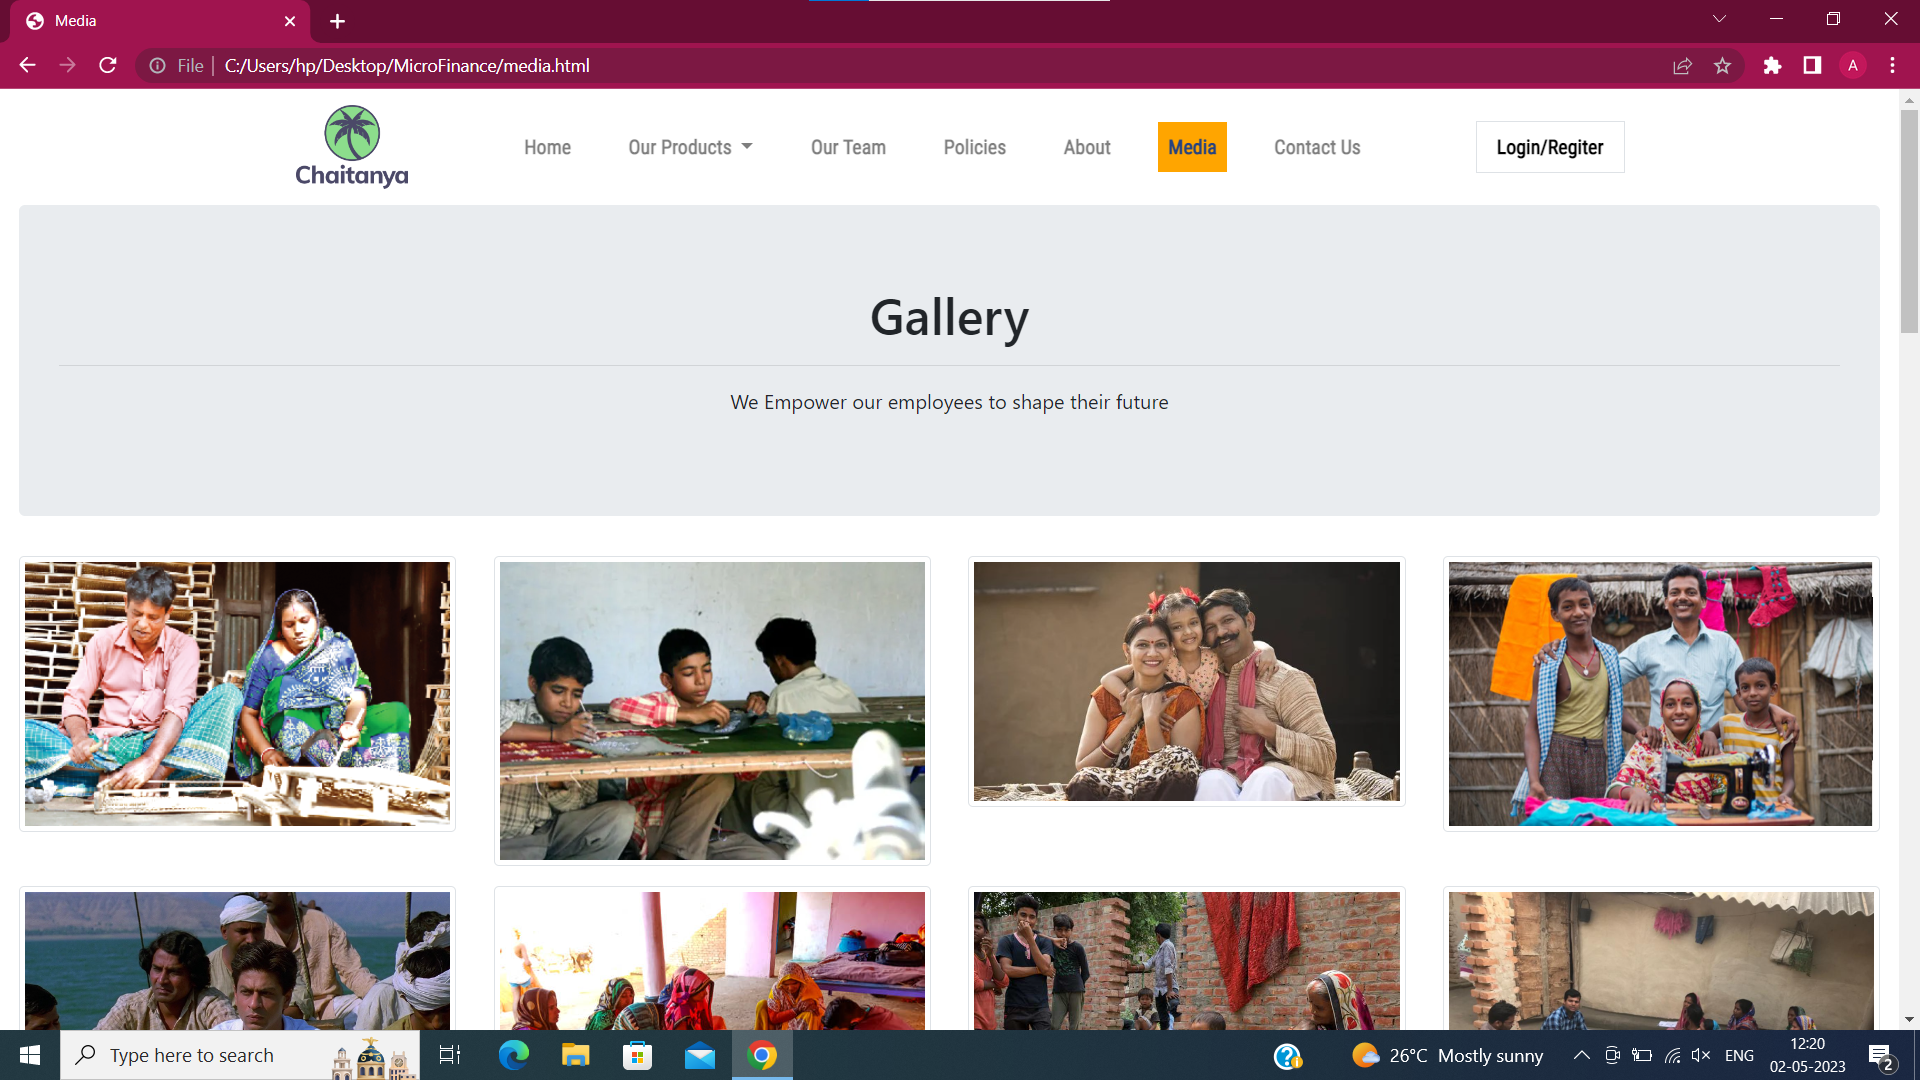 Media
File
C:/Users/hp/Desktop/MicroFinance/media.html
A
Chaitanya
Home
Our Products
Our Team
Policies
About
Media
Contact Us
Login/Regiter
Gallery
We Empower our employees to shape their future
Type here to search
26°C Mostly sunny
ENG
12:20
02-05-2023
2